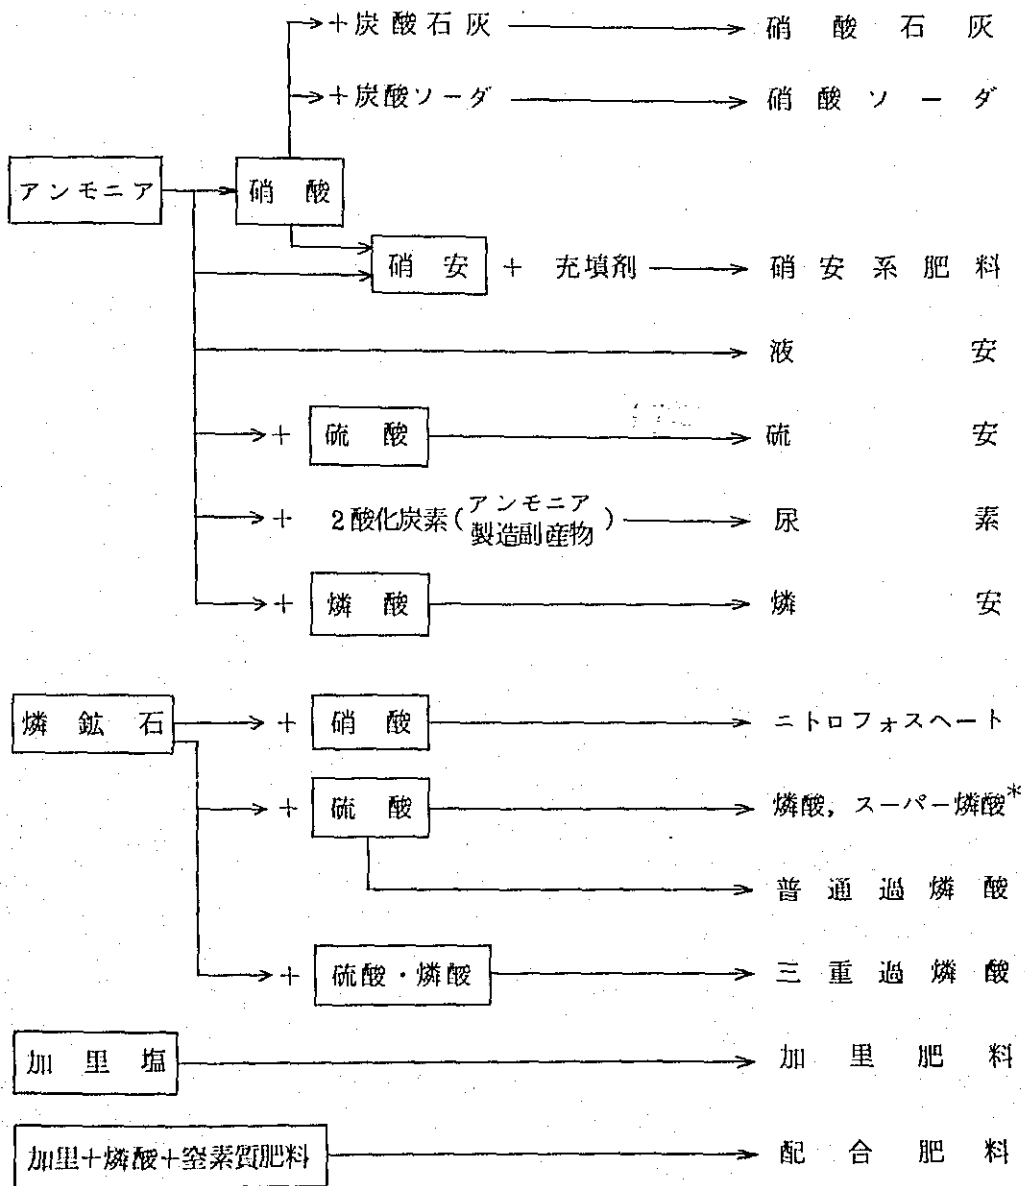 +炭酸石灰 硝酸石灰
+炭酸ソーダ 硝酸ソーダ
アンモニア 硝酸
硝安 + 充填剤 硝安系肥料
液安
+ 硫酸 硫安
+ 2酸化炭素(アンモニア製造副産物) 尿素
+ 燐酸 燐安
燐鉱石 + 硝酸 ニトロフォスヘート
+ 硫酸 燐酸, スーパー燐酸*
普通過燐酸
+ 硫酸・燐酸 三重過燐酸
加里塩 加里肥料
加里+燐酸+窒素質肥料 配合肥料